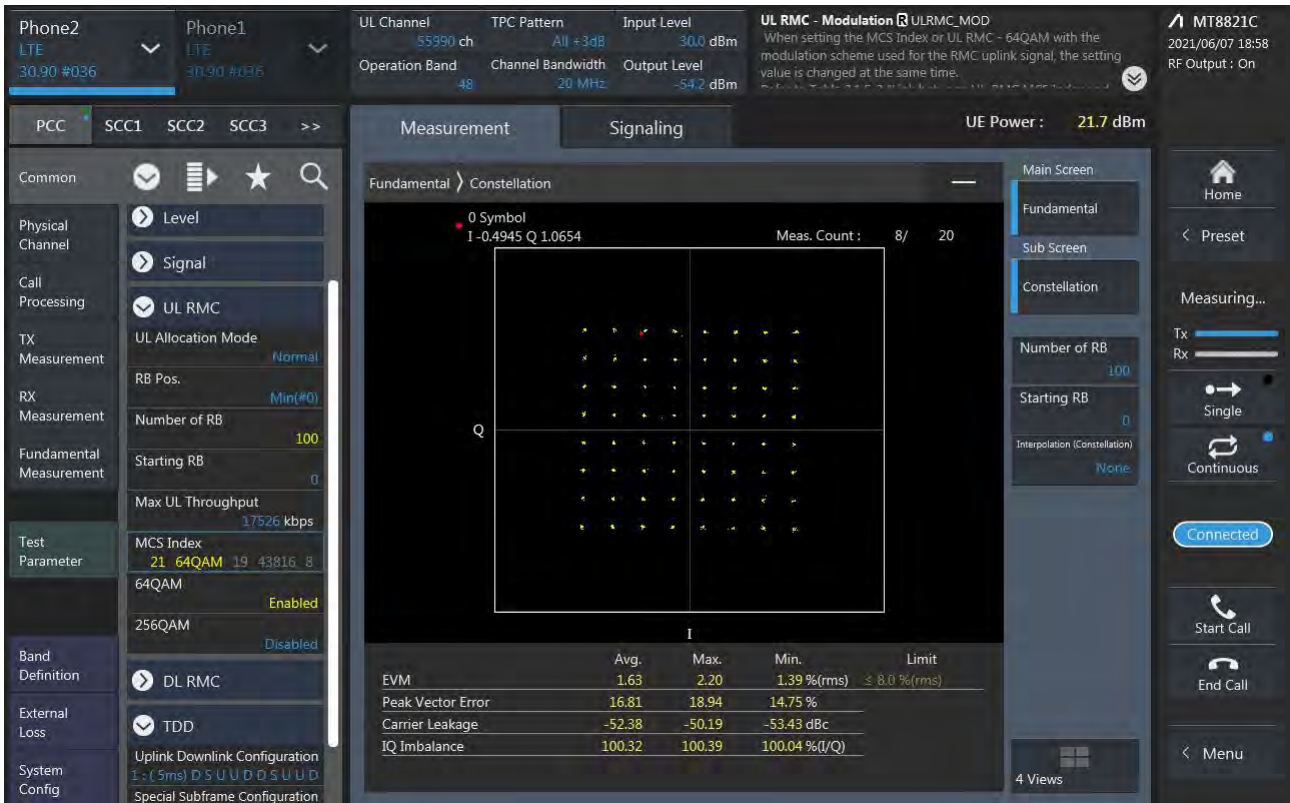 Phone2
LTE
30.90 #036
Phone1
LTE
30.90 #036
UL Channel
55990 ch
Operation Band
48
TPC Pattern
All +3dB
Channel Bandwidth
20 MHz
Input Level
30.0 dBm
Output Level
-54.2 dBm
UL RMC - Modulation R ULRMC_MOD
When setting the MCS Index or UL RMC - 64QAM with the
modulation scheme used for the RMC uplink signal, the setting
value is changed at the same time.
MT8821C
2021/06/07 18:58
RF Output : On
PCC SCC1 SCC2 SCC3 >>
Measurement
Signaling
UE Power : 21.7 dBm
Common
Physical
Channel
Call
Processing
TX
Measurement
RX
Measurement
Fundamental
Measurement
Test
Parameter
Band
Definition
External
Loss
System
Config
Level
Signal
UL RMC
UL Allocation Mode
Normal
RB Pos.
Min(#0)
Number of RB
100
Starting RB
0
Max UL Throughput
17526 kbps
MCS Index
21 64QAM 19 43816 8
64QAM
Enabled
256QAM
Disabled
DL RMC
TDD
Uplink Downlink Configuration
1 : ( 5ms) D S U U D D S U U D
Special Subframe Configuration
Fundamental > Constellation
0 Symbol
I -0.4945 Q 1.0654
Meas. Count : 8/ 20
Q
I
Avg. Max. Min. Limit
EVM 1.63 2.20 1.39 %(rms) ≤ 8.0 %(rms)
Peak Vector Error 16.81 18.94 14.75 %
Carrier Leakage -52.38 -50.19 -53.43 dBc
IQ Imbalance 100.32 100.39 100.04 %(I/Q)
Main Screen
Fundamental
Sub Screen
Constellation
Number of RB
100
Starting RB
0
Interpolation (Constellation)
None
4 Views
Home
< Preset
Measuring...
Tx
Rx
Single
Continuous
Connected
Start Call
End Call
< Menu